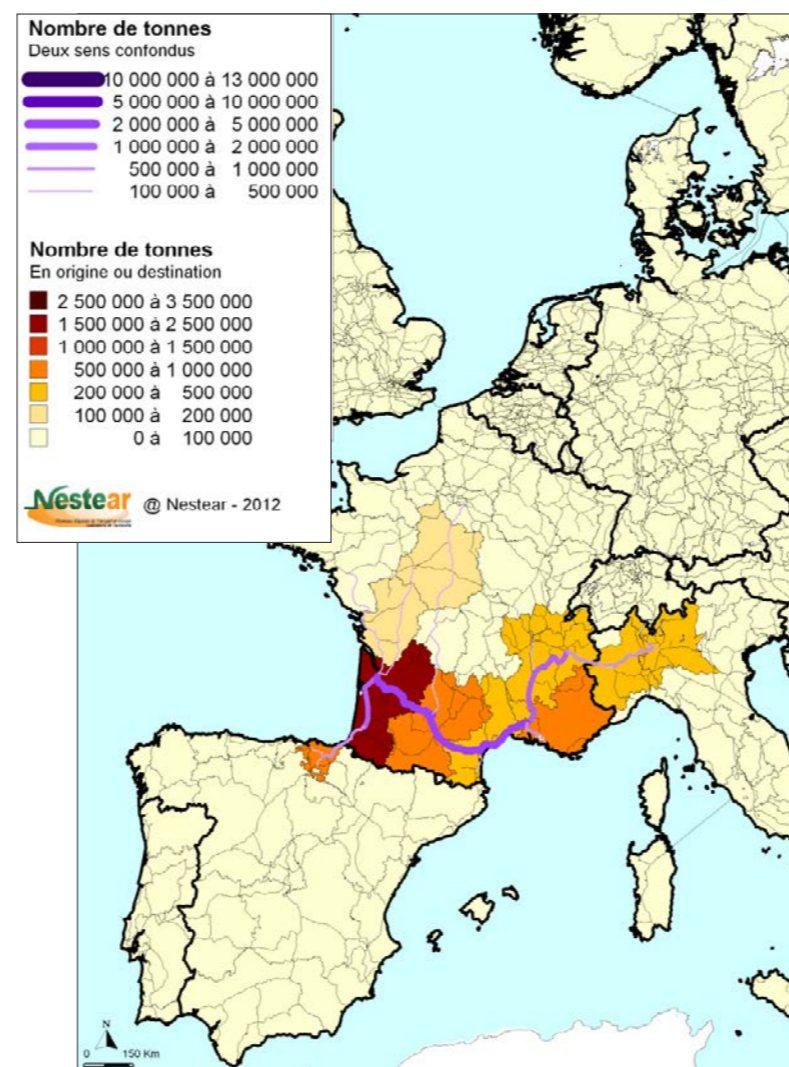 Nombre de tonnes
Deux sens confondus
10 000 000 à 13 000 000
5 000 000 à 10 000 000
2 000 000 à 5 000 000
1 000 000 à 2 000 000
500 000 à 1 000 000
100 000 à 500 000
Nombre de tonnes
En origine ou destination
2 500 000 à 3 500 000
1 500 000 à 2 500 000
1 000 000 à 1 500 000
500 000 à 1 000 000
200 000 à 500 000
100 000 à 200 000
0 à 100 000
Nestear @ Nestear - 2012
N
0 150 Km